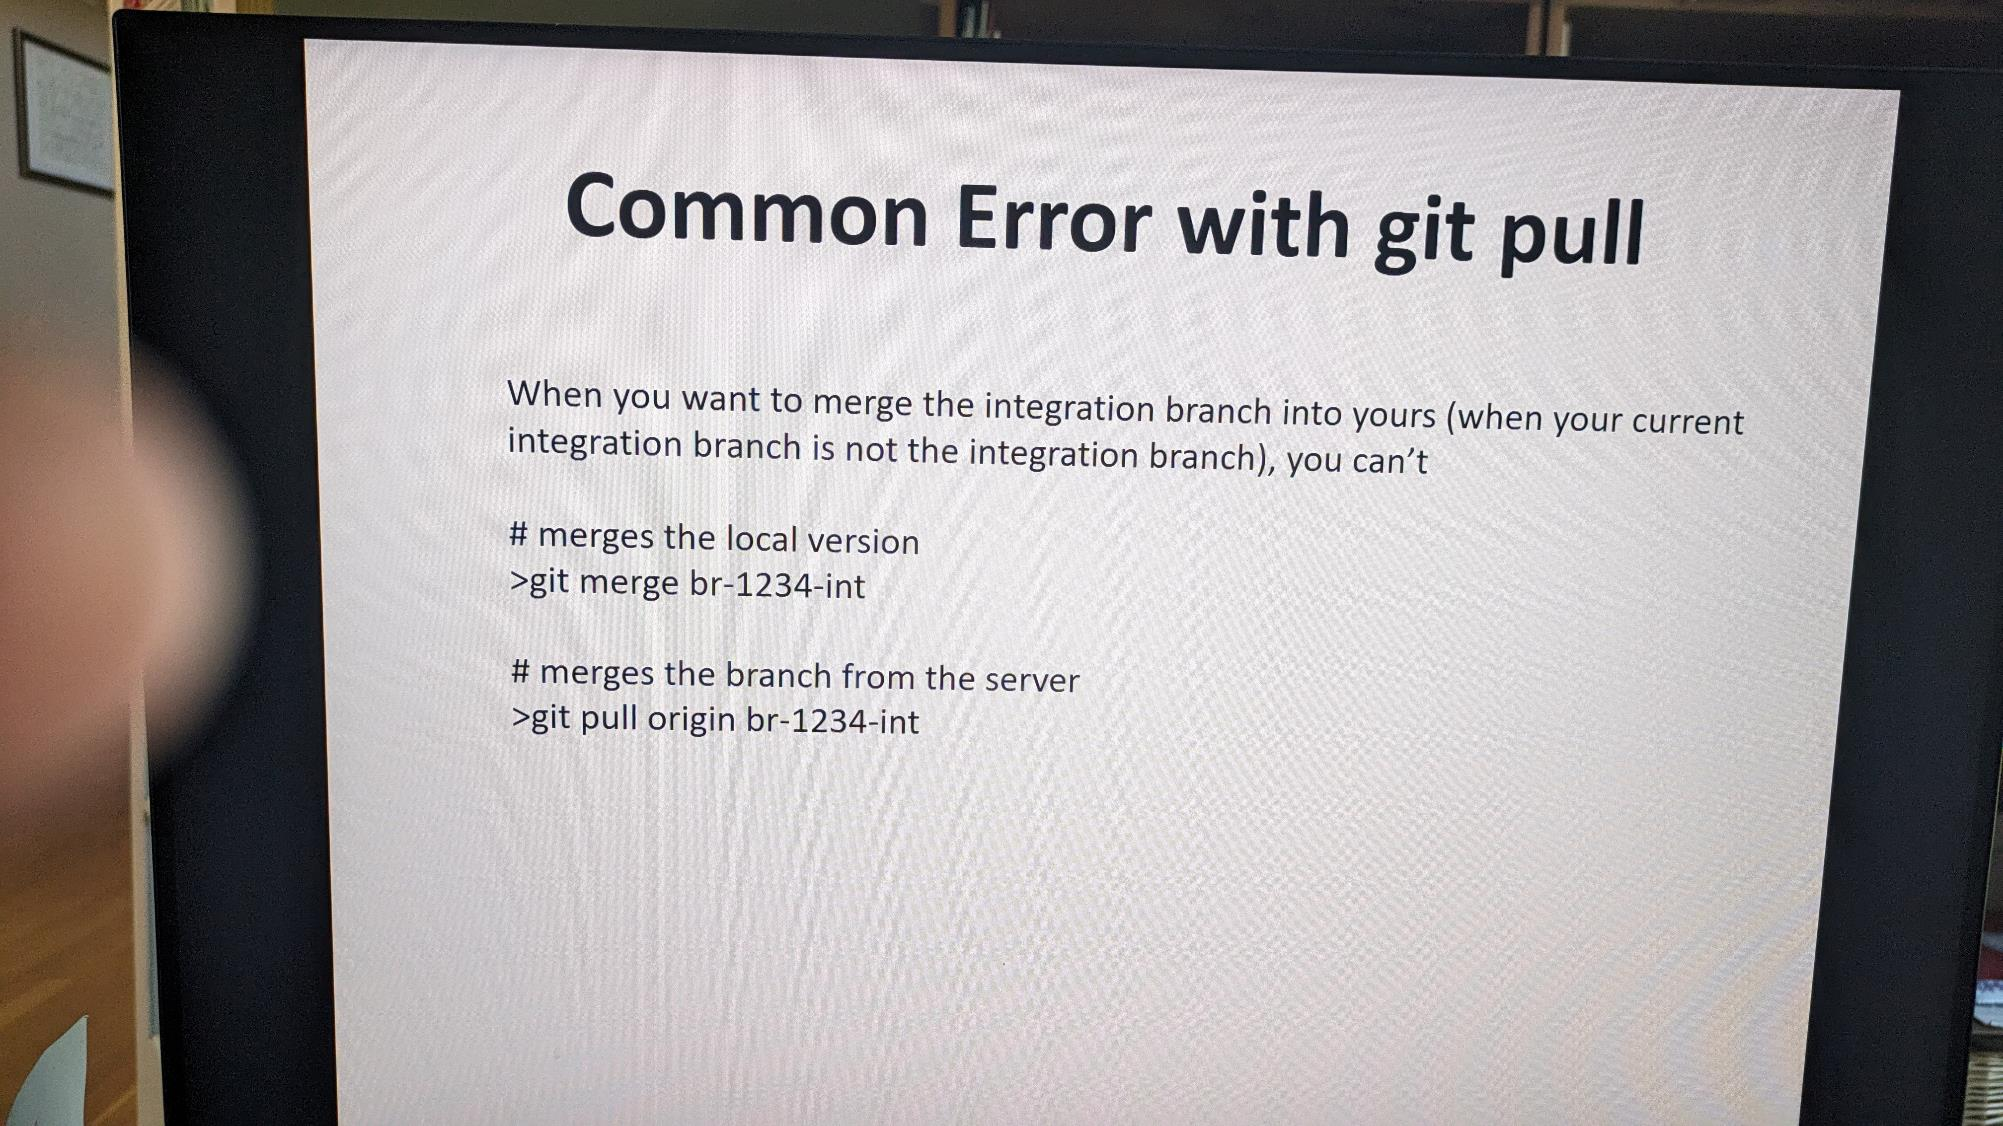 Common Error with git pull
When you want to merge the integration branch into yours (when your current
integration branch is not the integration branch), you can’t
# merges the local version
>git merge br-1234-int
# merges the branch from the server
>git pull origin br-1234-int